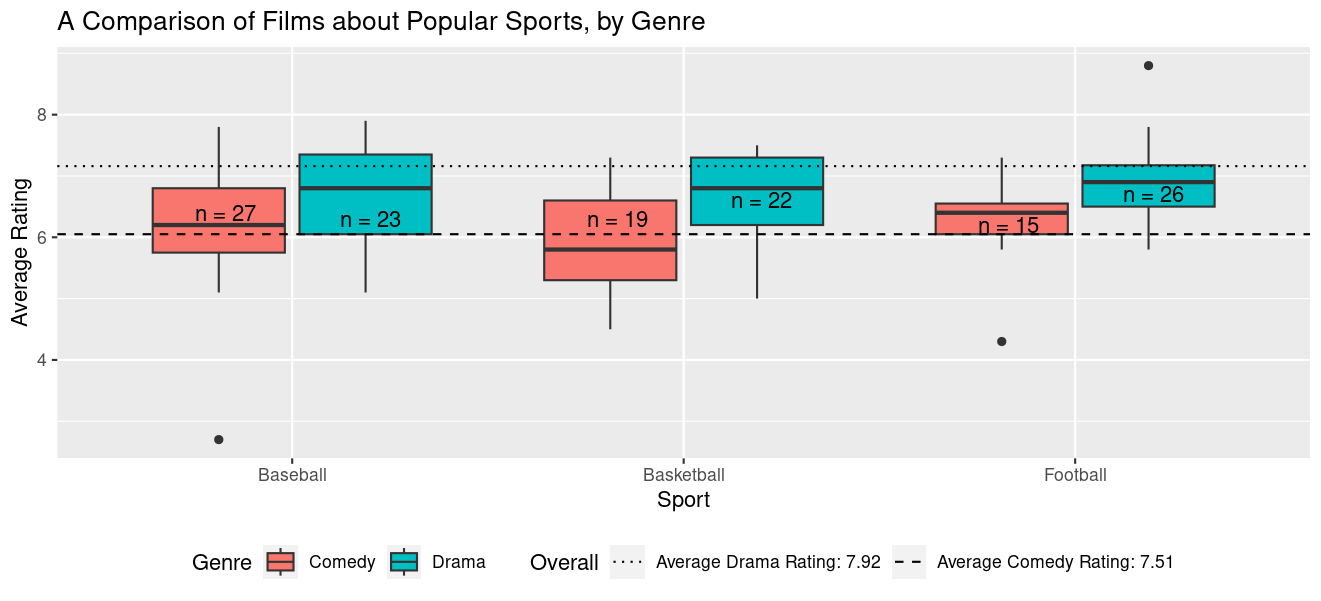 A Comparison of Films about Popular Sports, by Genre
Average Rating
8
6
4
n = 27
n = 23
n = 19
n = 22
n = 15
n = 26
Baseball
Basketball
Football
Sport
Genre
Comedy
Drama
Overall
Average Drama Rating: 7.92
Average Comedy Rating: 7.51